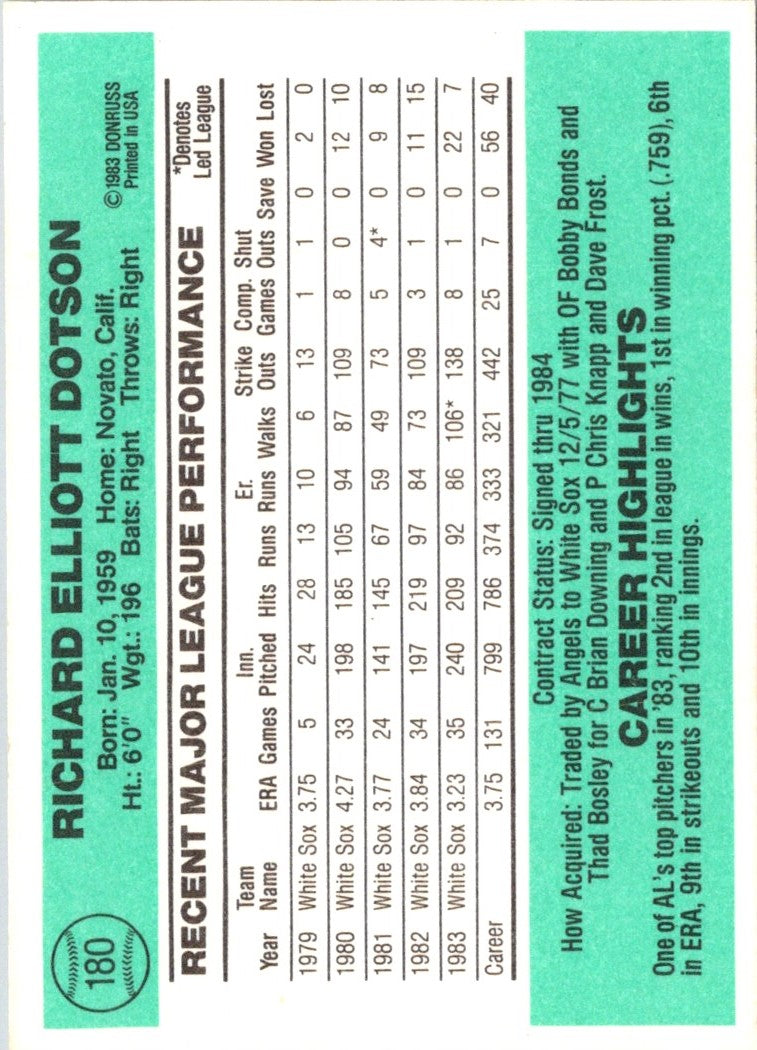 180
RICHARD ELLIOTT DOTSON
Born: Jan. 10, 1959 Home: Novato, Calif.
Ht.: 6'0" Wgt.: 196 Bats: Right Throws: Right
©1983 DONRUSS
Printed in USA
RECENT MAJOR LEAGUE PERFORMANCE
*Denotes
Led League
Team Inn. Er. Strike Comp. Shut
Year Name ERA Games Pitched Hits Runs Runs Walks Outs Games Outs Save Won Lost
1979 White Sox 3.75 5 24 28 13 10 6 13 1 1 0 2 0
1980 White Sox 4.27 33 198 185 105 94 87 109 8 0 0 12 10
1981 White Sox 3.77 24 141 145 67 59 49 73 5 4* 0 9 8
1982 White Sox 3.84 34 197 219 97 84 73 109 3 1 0 11 15
1983 White Sox 3.23 35 240 209 92 86 106* 138 8 1 0 22 7
Career 3.75 131 799 786 374 333 321 442 25 7 0 56 40
Contract Status: Signed thru 1984
How Acquired: Traded by Angels to White Sox 12/5/77 with OF Bobby Bonds and
Thad Bosley for C Brian Downing and P Chris Knapp and Dave Frost.
CAREER HIGHLIGHTS
One of AL's top pitchers in '83, ranking 2nd in league in wins, 1st in winning pct. (.759), 6th
in ERA, 9th in strikeouts and 10th in innings.